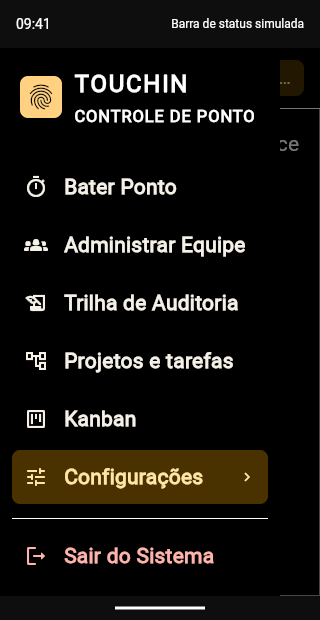 09:41
Barra de status simulada
TOUCHIN
CONTROLE DE PONTO
Bater Ponto
Administrar Equipe
Trilha de Auditoria
Projetos e tarefas
Kanban
Configurações
Sair do Sistema